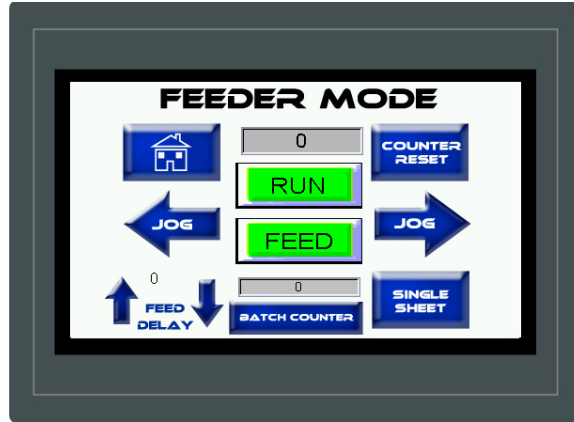 FEEDER MODE
0
COUNTER
RESET
RUN
JOG
JOG
FEED
0
FEED
DELAY
0
BATCH COUNTER
SINGLE
SHEET